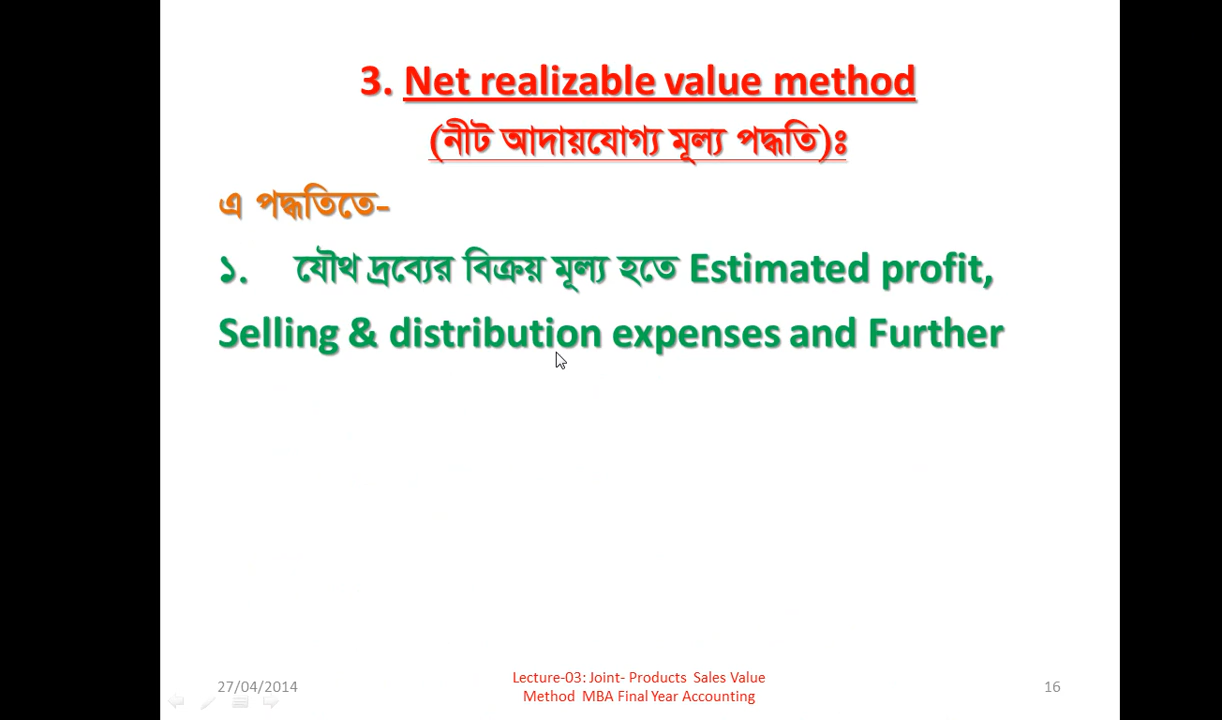 3. Net realizable value method
(নীট আদায়যোগ্য মূল্য পদ্ধতি)ঃ
এ পদ্ধতিতে-
১. যৌথ দ্রব্যের বিক্রয় মূল্য হতে Estimated profit,
Selling & distribution expenses and Further
27/04/2014
Lecture-03: Joint- Products Sales Value
Method MBA Final Year Accounting
16